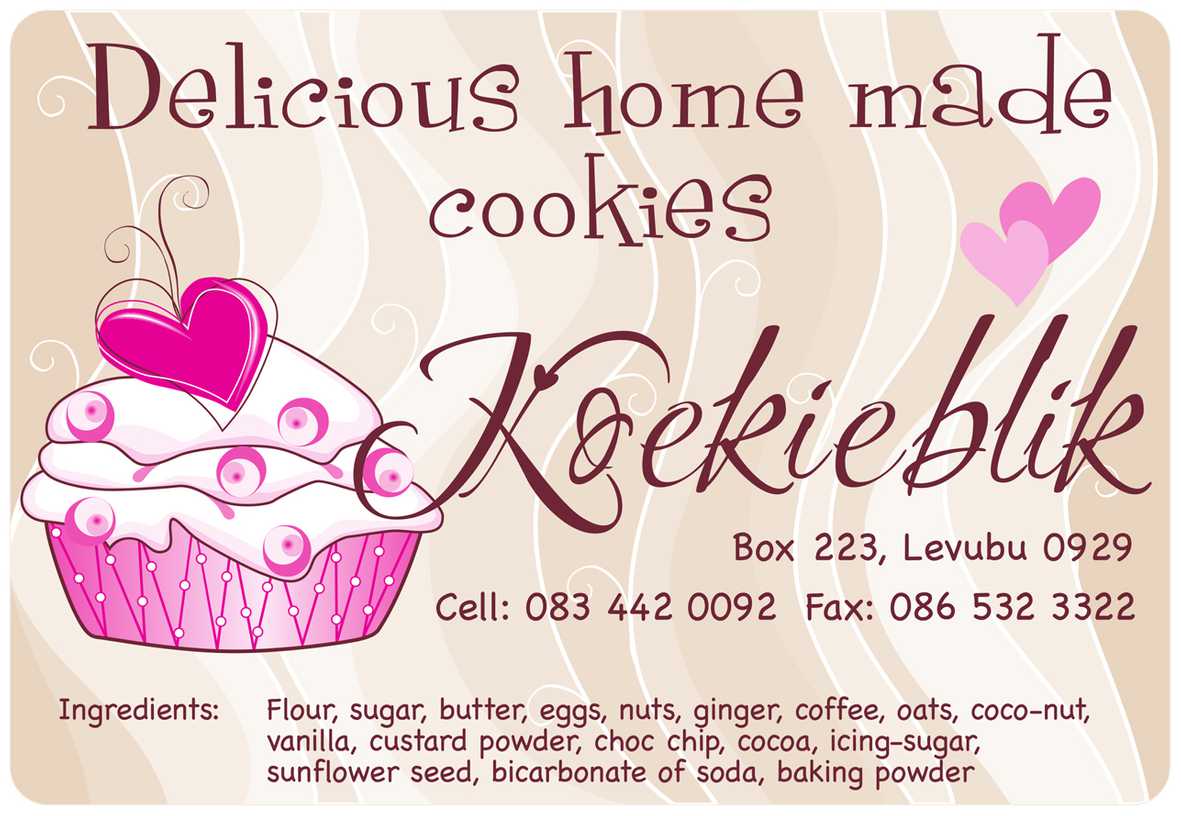 Delicious home made
cookies
Koekieblik
Box 223, Levubu 0929
Cell: 083 442 0092 Fax: 086 532 3322
Ingredients: Flour, sugar, butter, eggs, nuts, ginger, coffee, oats, coco-nut,
vanilla, custard powder, choc chip, cocoa, icing-sugar,
sunflower seed, bicarbonate of soda, baking powder